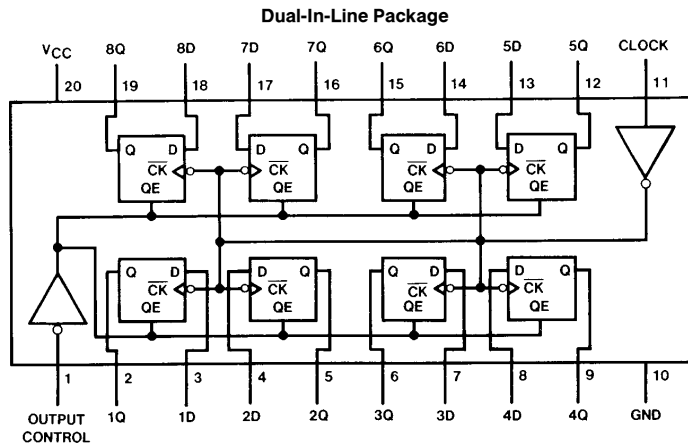 Dual-In-Line Package
VCC 8Q 8D 7D 7Q 6Q 6D 5D 5Q CLOCK
20 19 18 17 16 15 14 13 12 11
Q D D Q Q D D Q
CK CK CK CK
QE QE QE QE
Q D D Q Q D D Q
CK CK CK CK
QE QE QE QE
1 2 3 4 5 6 7 8 9 10
OUTPUT CONTROL 1Q 1D 2D 2Q 3Q 3D 4D 4Q GND